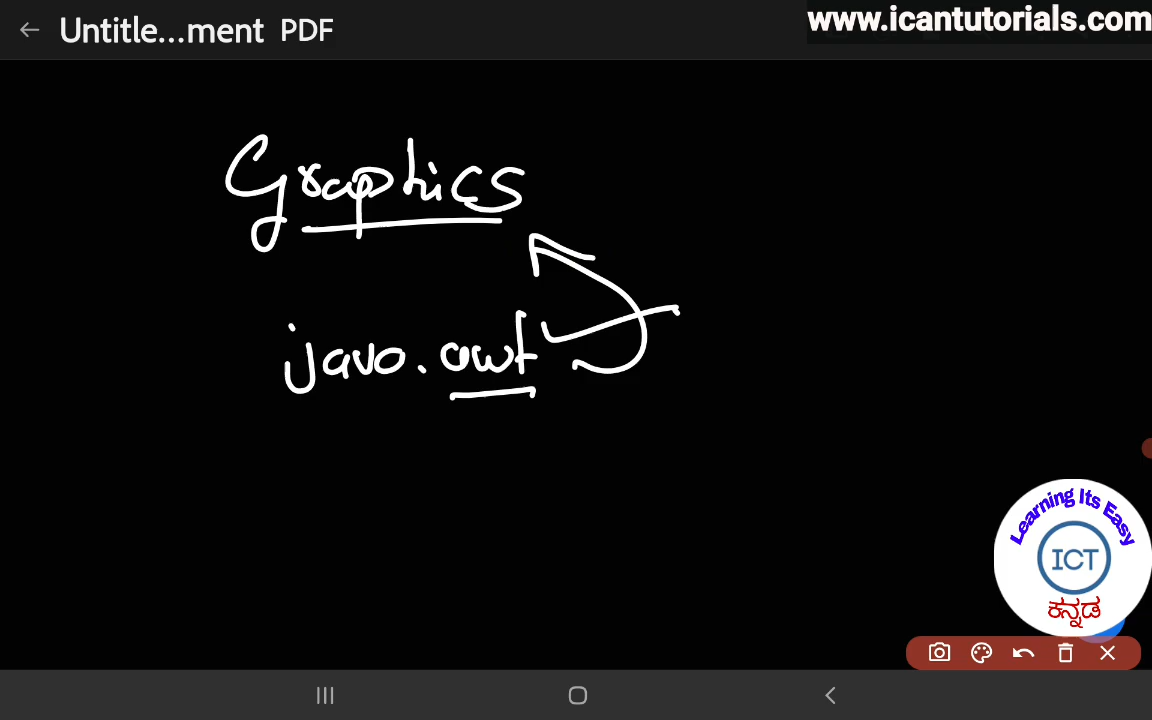 Untitle...ment PDF
www.icantutorials.com
Graphics
java.awt
Learning Its Easy
ICT
ಕನ್ನಡ